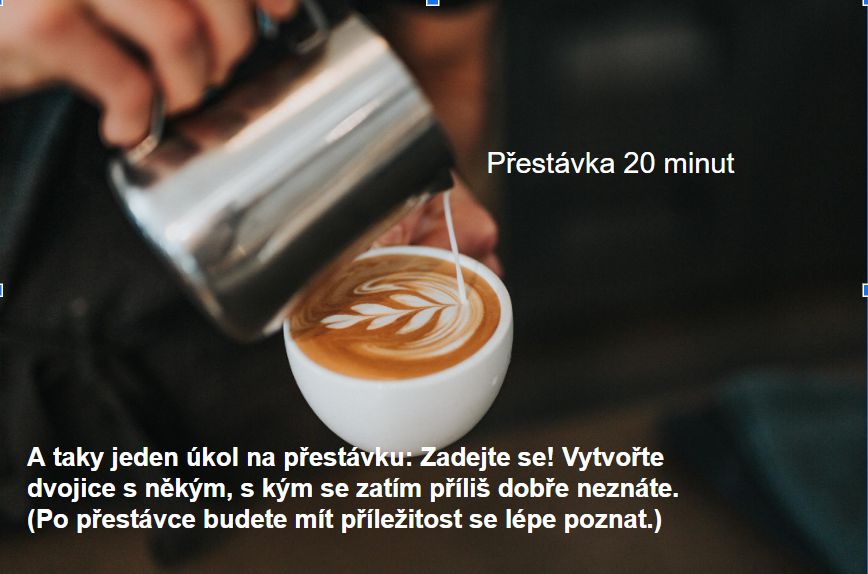 Přestávka 20 minut
A taky jeden úkol na přestávku: Zadejte se! Vytvořte
dvojice s někým, s kým se zatím příliš dobře neznáte.
(Po přestávce budete mít příležitost se lépe poznat.)